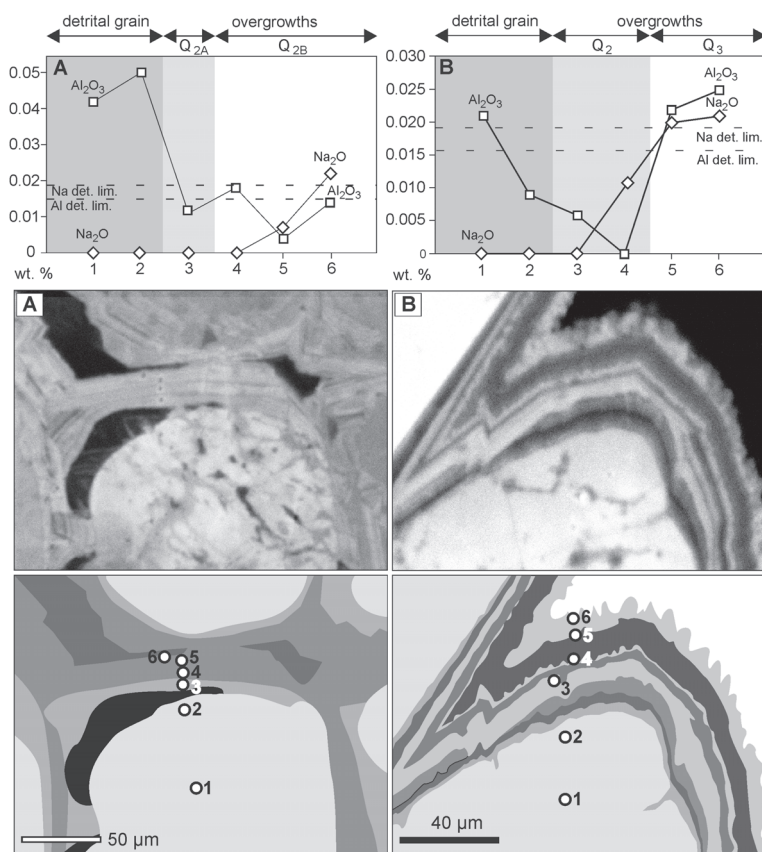 detrital grain overgrowths
Q2A Q2B
A
0.05
0.04
0.03
0.02
0.01
0
Al2O3
Na2O
Na2O
Al2O3
Na det. lim.
Al det. lim.
wt. % 1 2 3 4 5 6
detrital grain overgrowths
Q2 Q3
B
0.030
0.025
0.020
0.015
0.010
0.005
0
Al2O3
Na2O
Al2O3
Na2O
Na det. lim.
Al det. lim.
wt. % 1 2 3 4 5 6
A
B
6 5
4
3
2
1
50 µm
6
5
4
3
2
1
40 µm